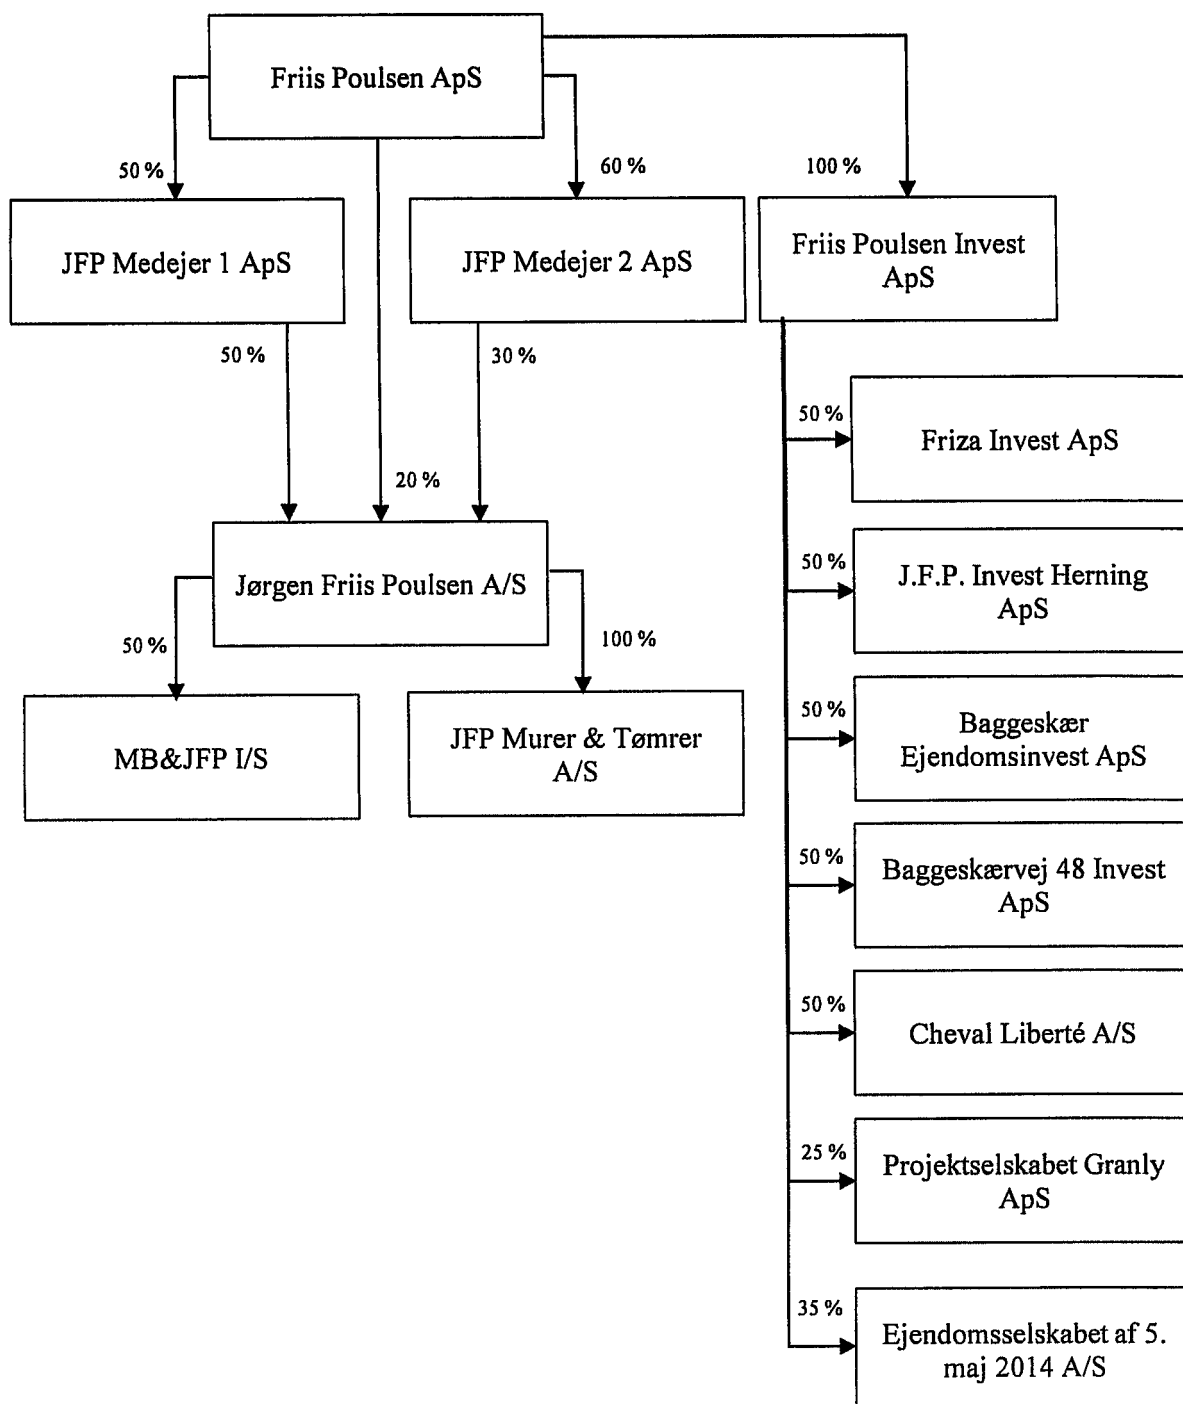 Friis Poulsen ApS
50 %
60 %
100 %
JFP Medejer 1 ApS
JFP Medejer 2 ApS
Friis Poulsen Invest
ApS
50 %
30 %
20 %
Jørgen Friis Poulsen A/S
50 %
100 %
MB&JFP I/S
JFP Murer & Tømrer
A/S
50 %
Friza Invest ApS
50 %
J.F.P. Invest Herning
ApS
50 %
Baggeskær
Ejendomsinvest ApS
50 %
Baggeskærvej 48 Invest
ApS
50 %
Cheval Liberté A/S
25 %
Projektselskabet Granly
ApS
35 %
Ejendomsselskabet af 5.
maj 2014 A/S